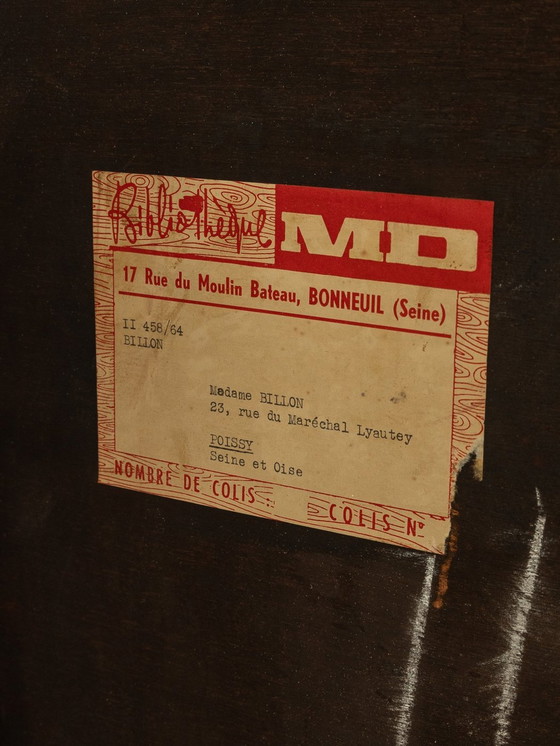 Bibliothèque MD
17 Rue du Moulin Bateau, BONNEUIL (Seine)
II 458/64
BILLON
Madame BILLON
23, rue du Maréchal Lyautey
POISSY
Seine et Oise
NOMBRE DE COLIS :
COLIS Nº